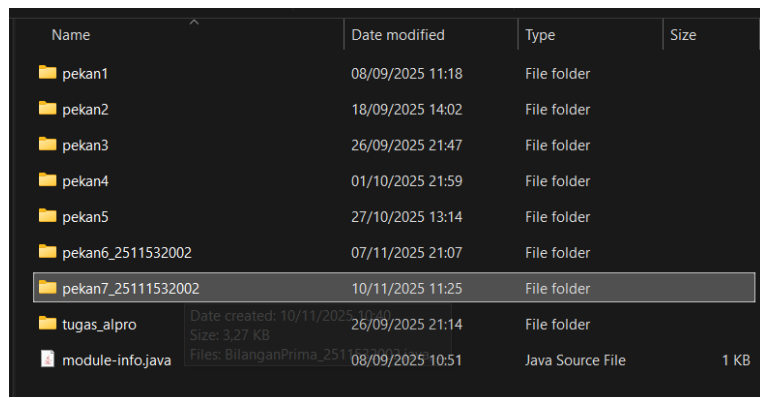 Name Date modified Type Size
pekan1 08/09/2025 11:18 File folder
pekan2 18/09/2025 14:02 File folder
pekan3 26/09/2025 21:47 File folder
pekan4 01/10/2025 21:59 File folder
pekan5 27/10/2025 13:14 File folder
pekan6_2511532002 07/11/2025 21:07 File folder
pekan7_25111532002 10/11/2025 11:25 File folder
Date created: 10/11/2025 10:40
tugas_alpro 26/09/2025 21:14 File folder
Size: 3,27 KB
Files: BilanganPrima_
module-info.java 08/09/2025 10:51 Java Source File 1 KB